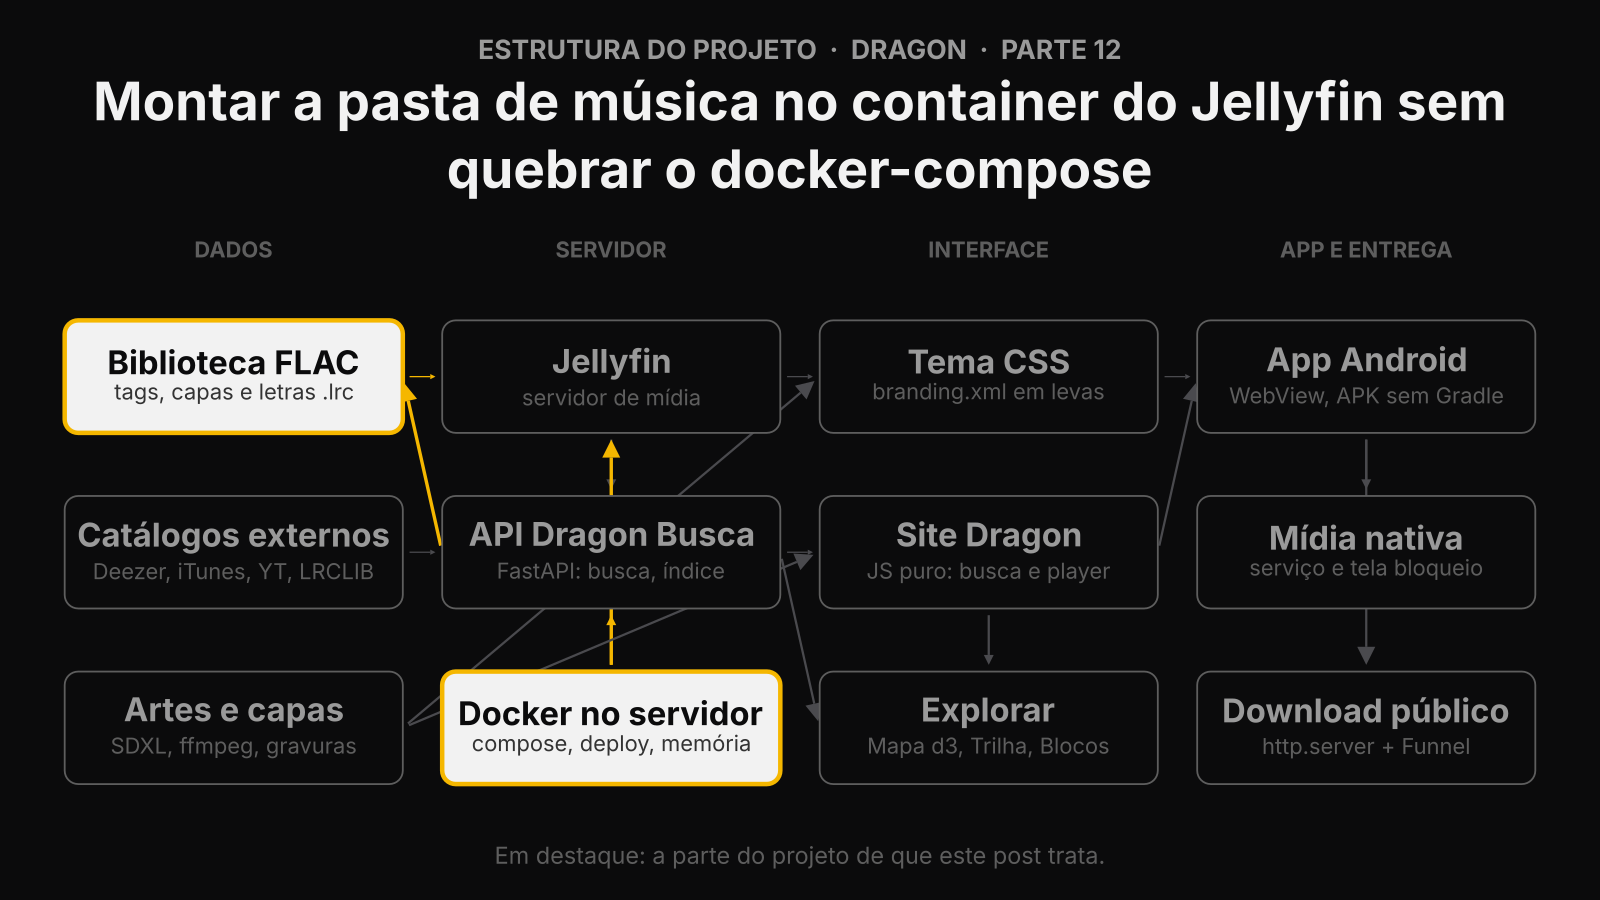 ESTRUTURA DO PROJETO · DRAGON · PARTE 12
Montar a pasta de música no container do Jellyfin sem
quebrar o docker-compose
DADOS
SERVIDOR
INTERFACE
APP E ENTREGA
Biblioteca FLAC
tags, capas e letras .lrc
Jellyfin
servidor de mídia
Tema CSS
branding.xml em levas
App Android
WebView, APK sem Gradle
Catálogos externos
Deezer, iTunes, YT, LRCLIB
API Dragon Busca
FastAPI: busca, índice
Site Dragon
JS puro: busca e player
Mídia nativa
serviço e tela bloqueio
Artes e capas
SDXL, ffmpeg, gravuras
Docker no servidor
compose, deploy, memória
Explorar
Mapa d3, Trilha, Blocos
Download público
http.server + Funnel
Em destaque: a parte do projeto de que este post trata.